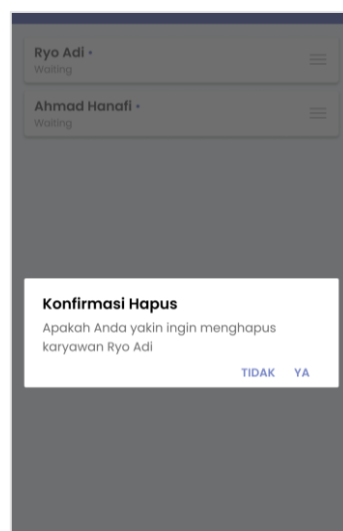 Ryo Adi •
Waiting
Ahmad Hanafi •
Waiting
Konfirmasi Hapus
Apakah Anda yakin ingin menghapus
karyawan Ryo Adi
TIDAK YA